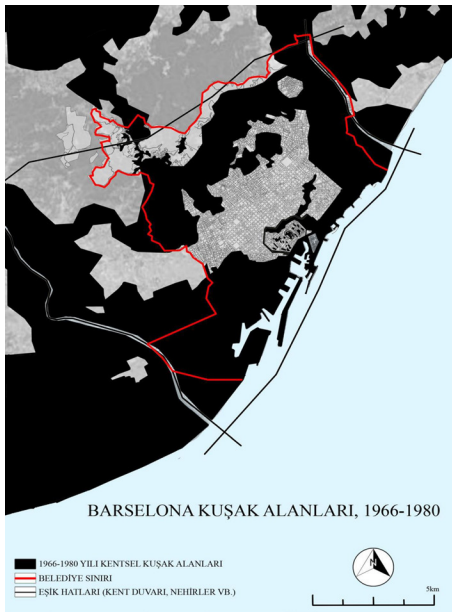 BARSELONA KUŞAK ALANLARI, 1966-1980
1966-1980 YILI KENTSEL KUŞAK ALANLARI
BELEDİYE SINIRI
EŞİK HATLARI (KENT DUVARI, NEHİRLER VB.)
N
5km